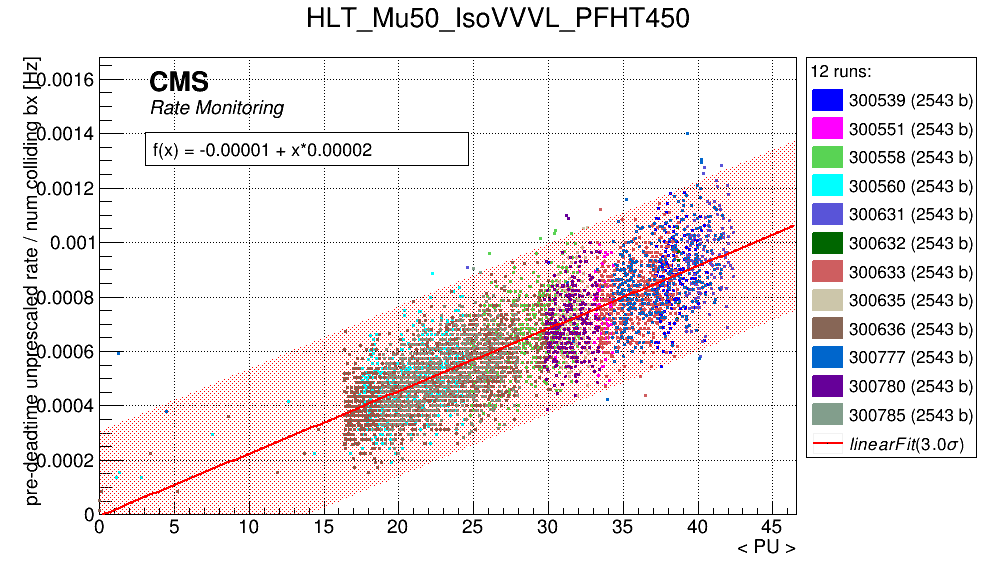 HLT_Mu50_IsoVVVL_PFHT450
pre-deadtime unprescaled rate / num colliding bx [Hz]
0.0016
0.0014
0.0012
0.001
0.0008
0.0006
0.0004
0.0002
0
CMS
Rate Monitoring
f(x) = -0.00001 + x*0.00002
0 5 10 15 20 25 30 35 40 45
< PU >
12 runs:
300539 (2543 b)
300551 (2543 b)
300558 (2543 b)
300560 (2543 b)
300631 (2543 b)
300632 (2543 b)
300633 (2543 b)
300635 (2543 b)
300636 (2543 b)
300777 (2543 b)
300780 (2543 b)
300785 (2543 b)
linearFit(3.0σ)